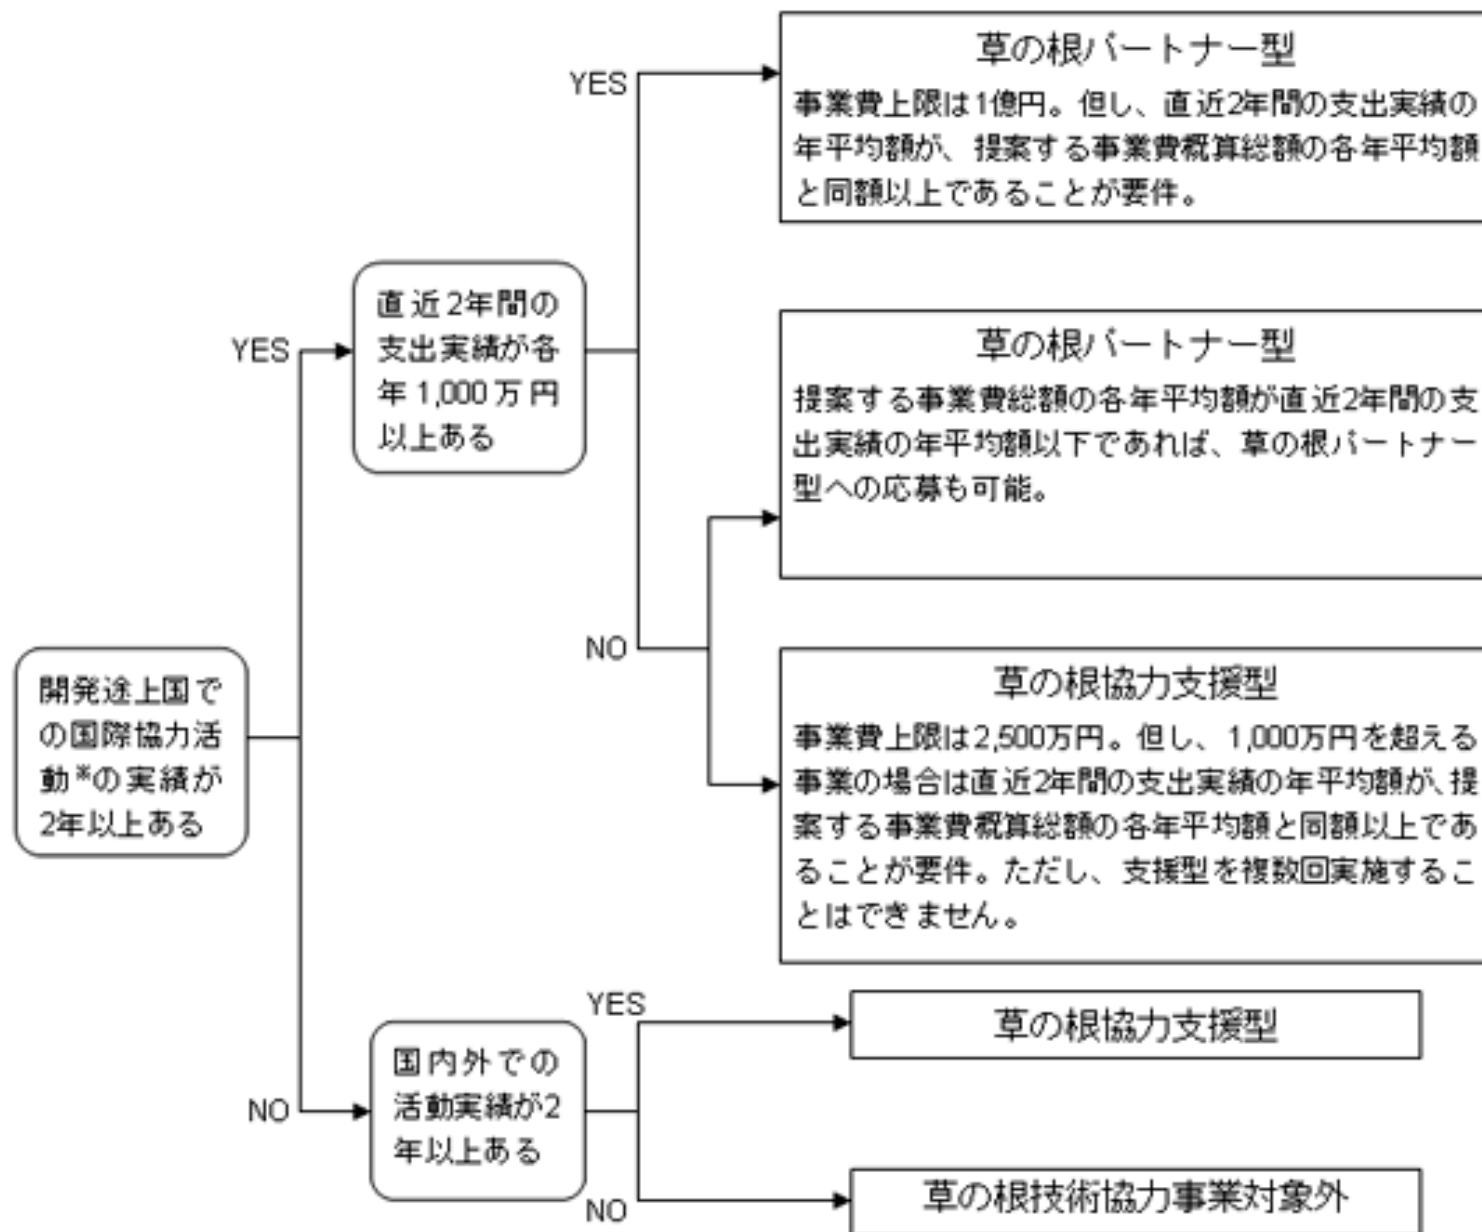 草の根パートナー型
YES
事業費上限は1億円。但し、直近2年間の支出実績の
年平均額が、提案する事業費概算総額の各年平均額
と同額以上であることが要件。
直近2年間の
支出実績が各
年1,000万円
以上ある
YES
草の根パートナー型
提案する事業費総額の各年平均額が直近2年間の支
出実績の年平均額以下であれば、草の根パートナー
型への応募も可能。
NO
開発途上国で
の国際協力活
動※の実績が
2年以上ある
草の根協力支援型
事業費上限は2,500万円。但し、1,000万円を超える
事業の場合は直近2年間の支出実績の年平均額が、提
案する事業費概算総額の各年平均額と同額以上であ
ることが要件。ただし、支援型を複数回実施するこ
とはできません。
YES
草の根協力支援型
国内外での
活動実績が2
年以上ある
NO
NO
草の根技術協力事業対象外